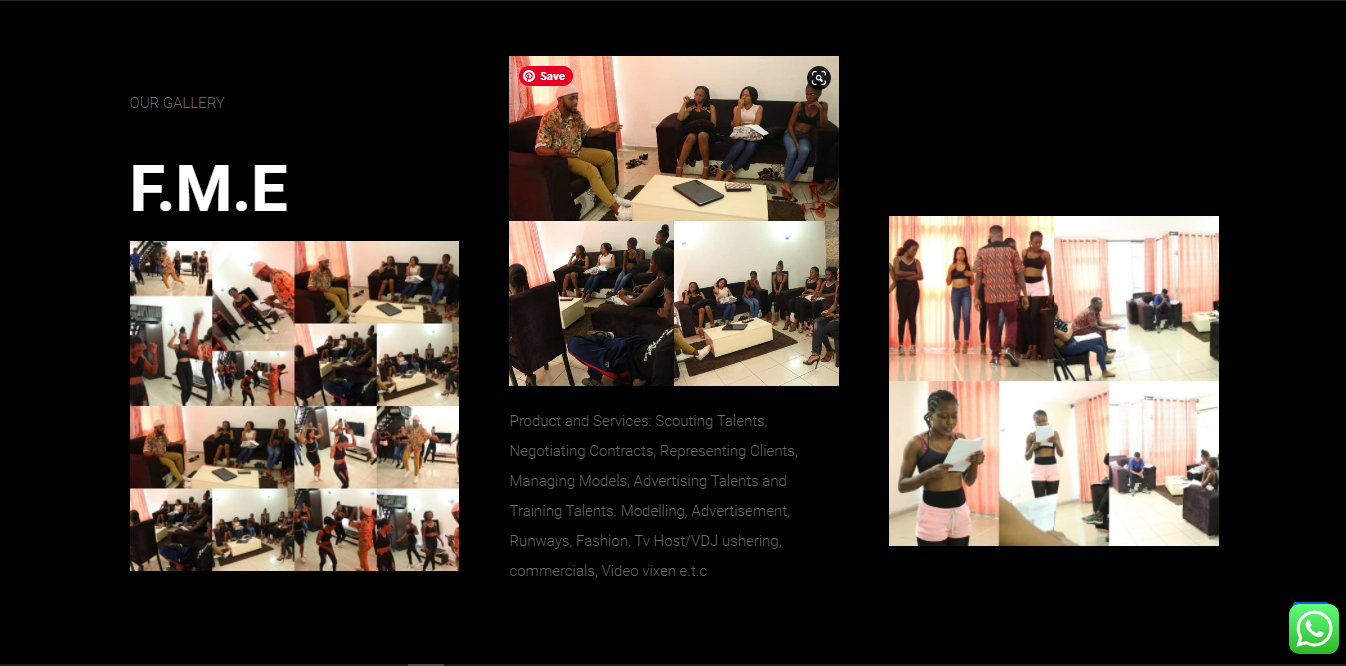 OUR GALLERY
F.M.E
Save
Product and Services: Scouting Talents,
Negotiating Contracts, Representing Clients,
Managing Models, Advertising Talents and
Training Talents. Modelling, Advertisement,
Runways, Fashion, Tv Host/VDJ ushering,
commercials, Video vixen e.t.c